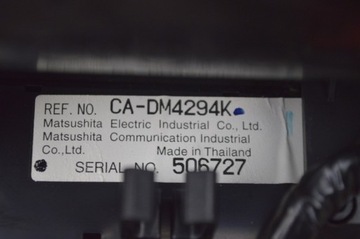 REF. NO. CA-DM4294K
Matsushita Electric Industrial Co., Ltd.
Matsushita Communication Industrial
Co., Ltd. Made in Thailand
SERIAL NO. 506727